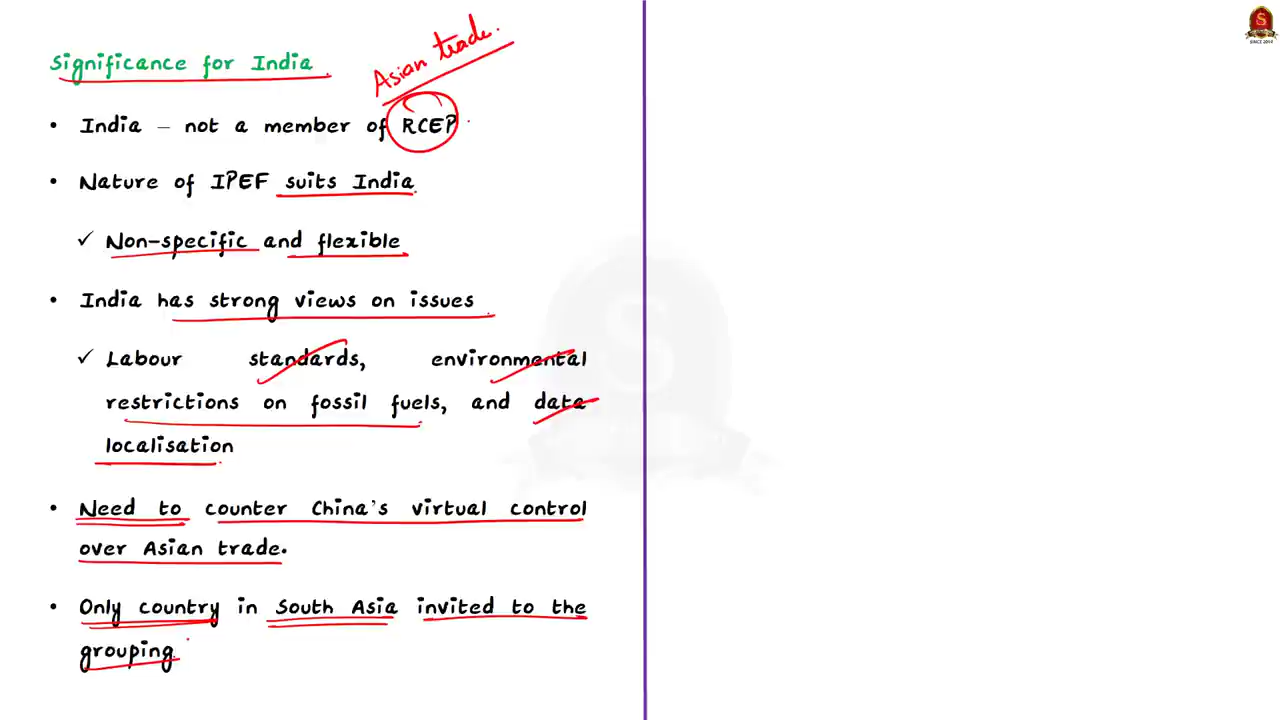 Asian trade.
Significance for India
• India – not a member of RCEP
• Nature of IPEF suits India
✓ Non-specific and flexible
• India has strong views on issues
✓ Labour standards, environmental
restrictions on fossil fuels, and data
localisation
• Need to counter China's virtual control
over Asian trade.
• Only country in South Asia invited to the
grouping
S
SINCE 2014
S